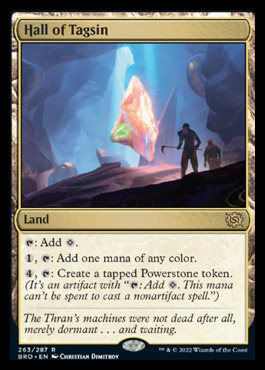 Hall of Tagsin
Land
: Add .
1, : Add one mana of any color.
4, : Create a tapped Powerstone token.
(It's an artifact with ": Add . This mana
can't be spent to cast a nonartifact spell.")
The Thran's machines were not dead after all,
merely dormant . . . and waiting.
263/287 R
BRO • EN Christian Dimitrov
™ & © 2022 Wizards of the Coast